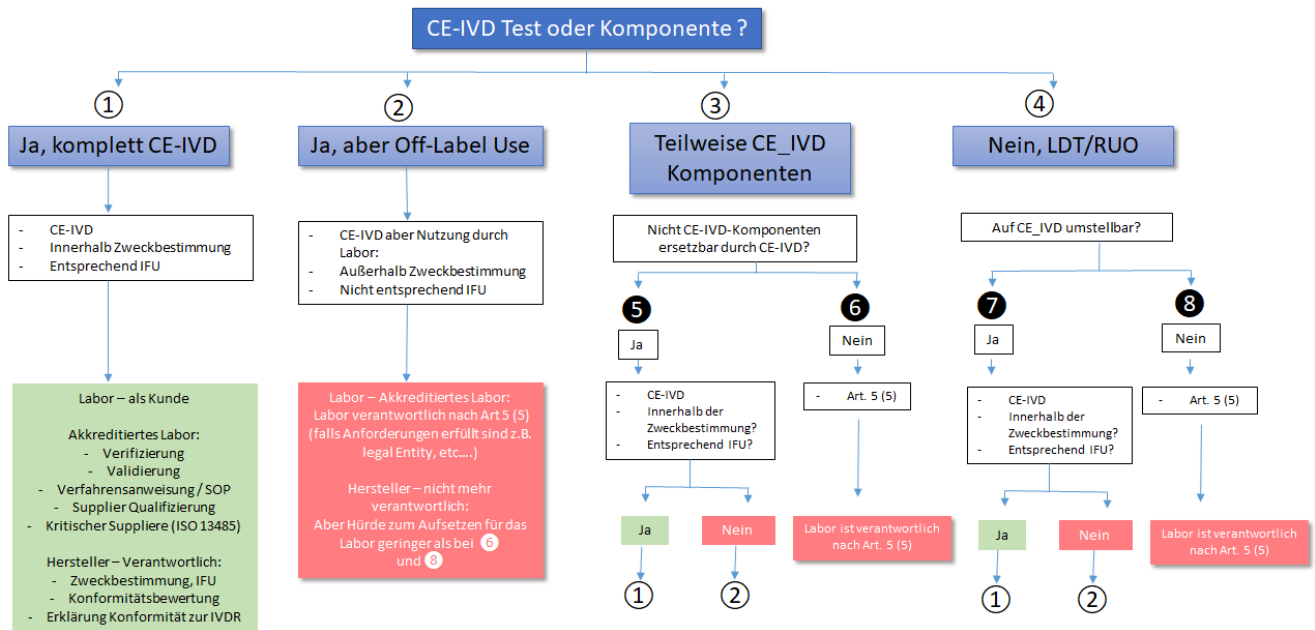 CE-IVD Test oder Komponente ?
1
Ja, komplett CE-IVD
- CE-IVD
- Innerhalb Zweckbestimmung
- Entsprechend IFU
Labor – als Kunde
Akkreditiertes Labor:
- Verifizierung
- Validierung
- Verfahrensanweisung / SOP
- Supplier Qualifizierung
- Kritischer Suppliere (ISO 13485)
Hersteller – Verantwortlich:
- Zweckbestimmung, IFU
- Konformitätsbewertung
- Erklärung Konformität zur IVDR
2
Ja, aber Off-Label Use
- CE-IVD aber Nutzung durch
Labor:
- Außerhalb Zweckbestimmung
- Nicht entsprechend IFU
Labor – Akkreditiertes Labor:
Labor verantwortlich nach Art 5 (5)
(falls Anforderungen erfüllt sind z.B.
legal Entity, etc....)
Hersteller – nicht mehr
verantwortlich:
Aber Hürde zum Aufsetzen für das
Labor geringer als bei 6
und 8
3
Teilweise CE_IVD
Komponenten
Nicht CE-IVD-Komponenten
ersetzbar durch CE-IVD?
5
Ja
- CE-IVD
- Innerhalb der
Zweckbestimmung?
- Entsprechend IFU?
Ja
1
Nein
2
6
Nein
- Art. 5 (5)
Labor ist verantwortlich
nach Art. 5 (5)
4
Nein, LDT/RUO
Auf CE_IVD umstellbar?
7
Ja
- CE-IVD
- Innerhalb der
Zweckbestimmung?
- Entsprechend IFU?
Ja
1
Nein
2
8
Nein
- Art. 5 (5)
Labor ist verantwortlich
nach Art. 5 (5)